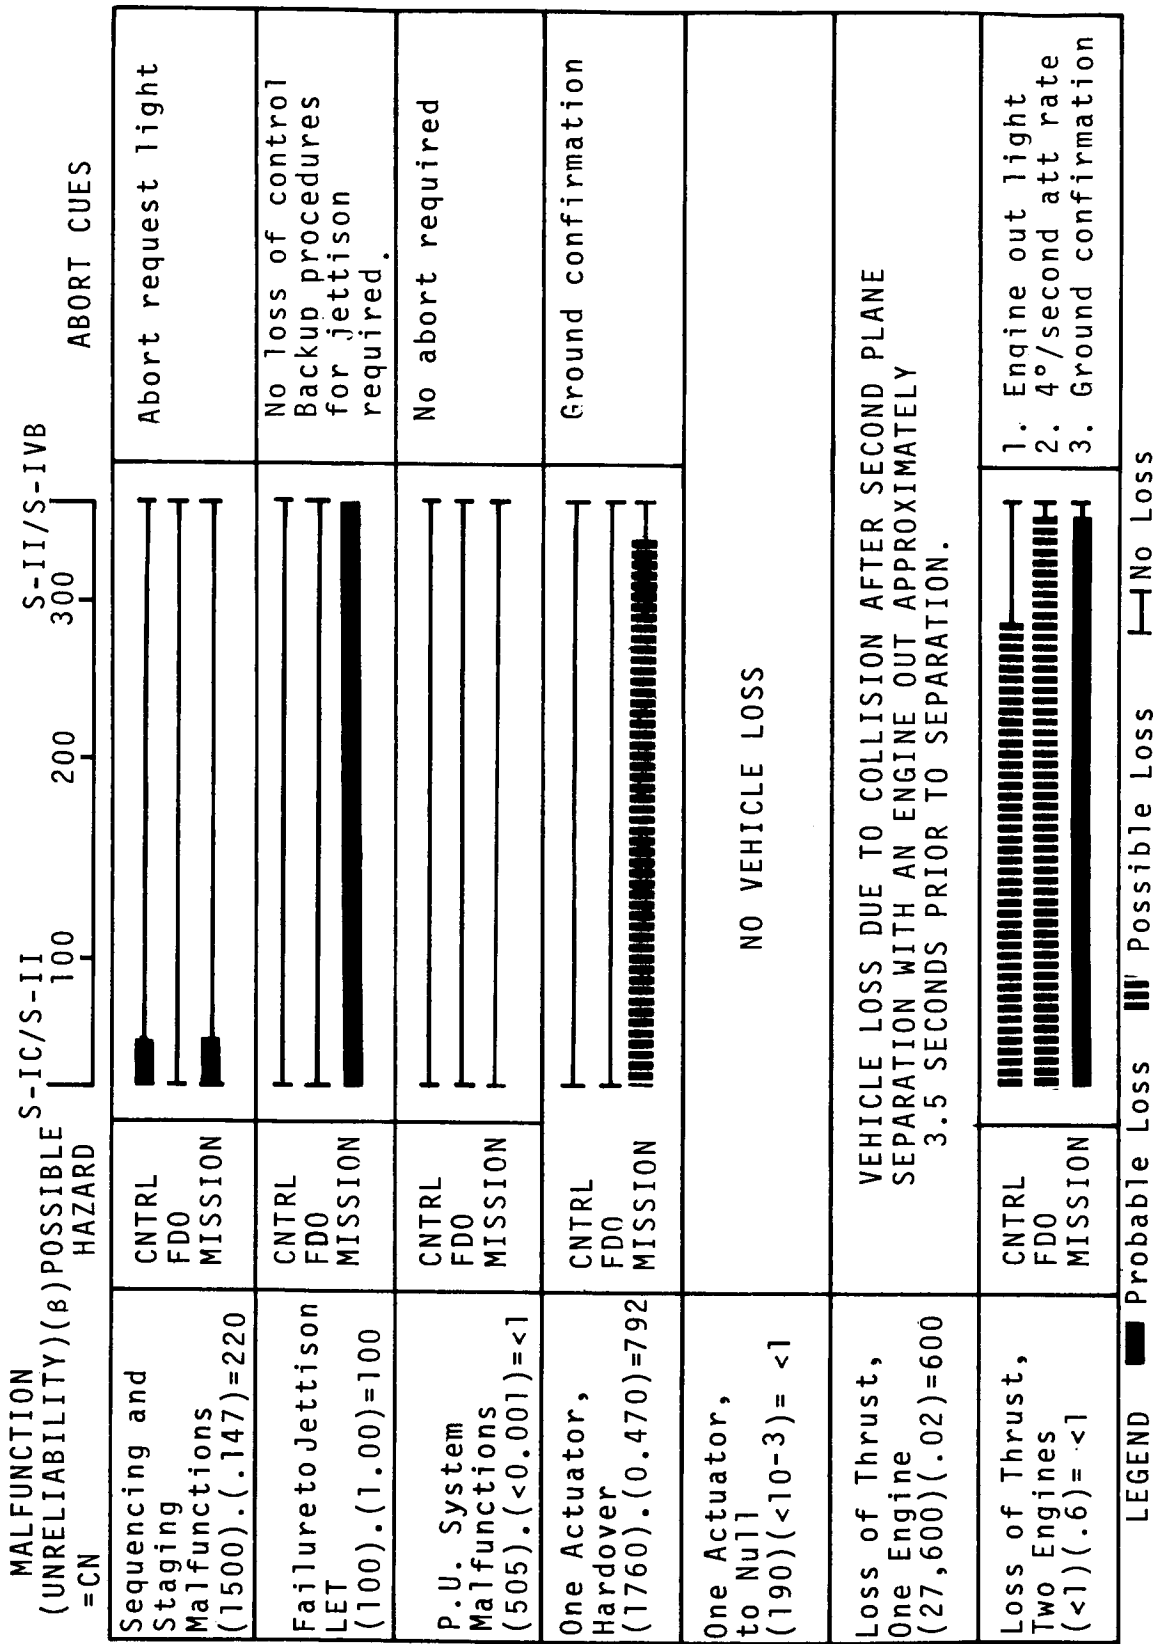 MALFUNCTION
(UNRELIABILITY)(β)POSSIBLE
=CN
HAZARD
S-IC/S-II
S-II/S-IVB
100
200
300
ABORT CUES
Sequencing and
Staging
Malfunctions
(1500).(.147)=220
CNTRL
FDO
MISSION
Abort request light
Failure to Jettison
LET
(100).(1.00)=100
CNTRL
FDO
MISSION
No loss of control
Backup procedures
for jettison
required.
P.U. System
Malfunctions
(505).(<0.001)=<1
CNTRL
FDO
MISSION
No abort required
One Actuator,
Hardover
(1760).(0.470)=792
CNTRL
FDO
MISSION
Ground confirmation
One Actuator,
to Null
(190)(<10-3)= <1
NO VEHICLE LOSS
Loss of Thrust,
One Engine
(27,600)(.02)=600
VEHICLE LOSS DUE TO COLLISION AFTER SECOND PLANE
SEPARATION WITH AN ENGINE OUT APPROXIMATELY
3.5 SECONDS PRIOR TO SEPARATION.
Loss of Thrust,
Two Engines
(<1)(.6)= <1
CNTRL
FDO
MISSION
1. Engine out light
2. 4°/second att rate
3. Ground confirmation
LEGEND
Probable Loss
Possible Loss
No Loss